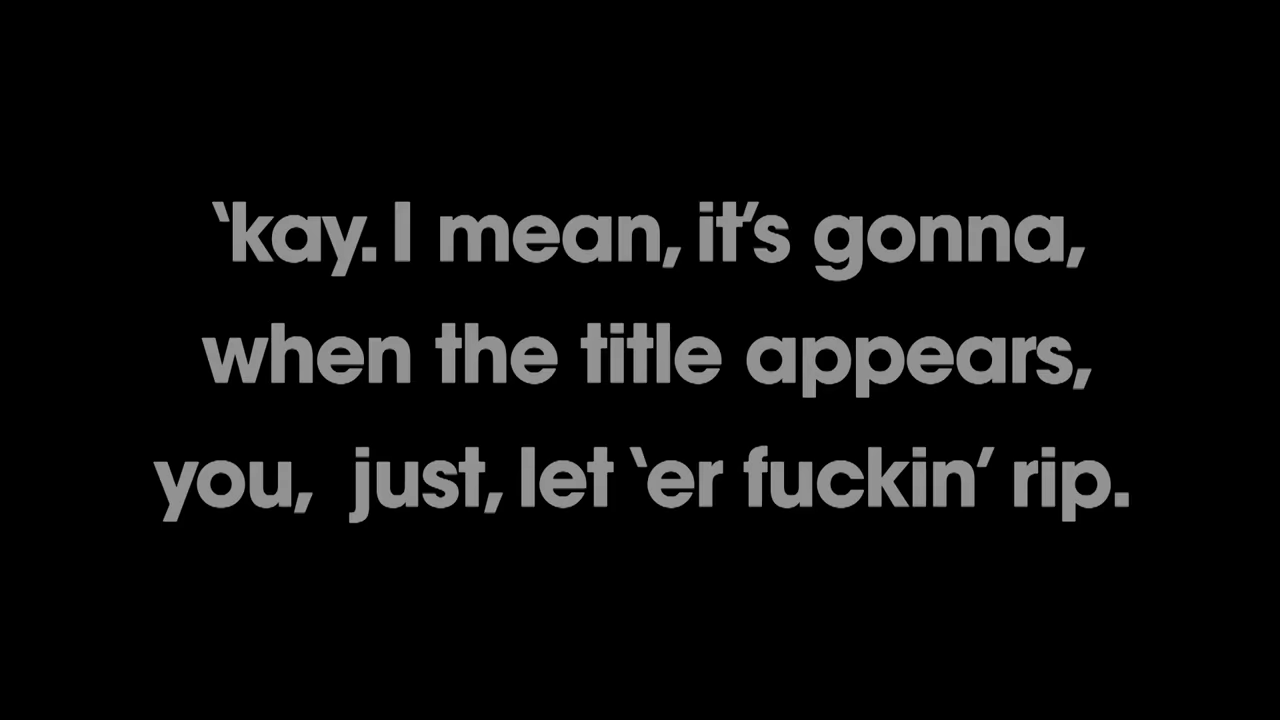 ‘kay. I mean, it’s gonna,
when the title appears,
you,  just, let ‘er fuckin’ rip.